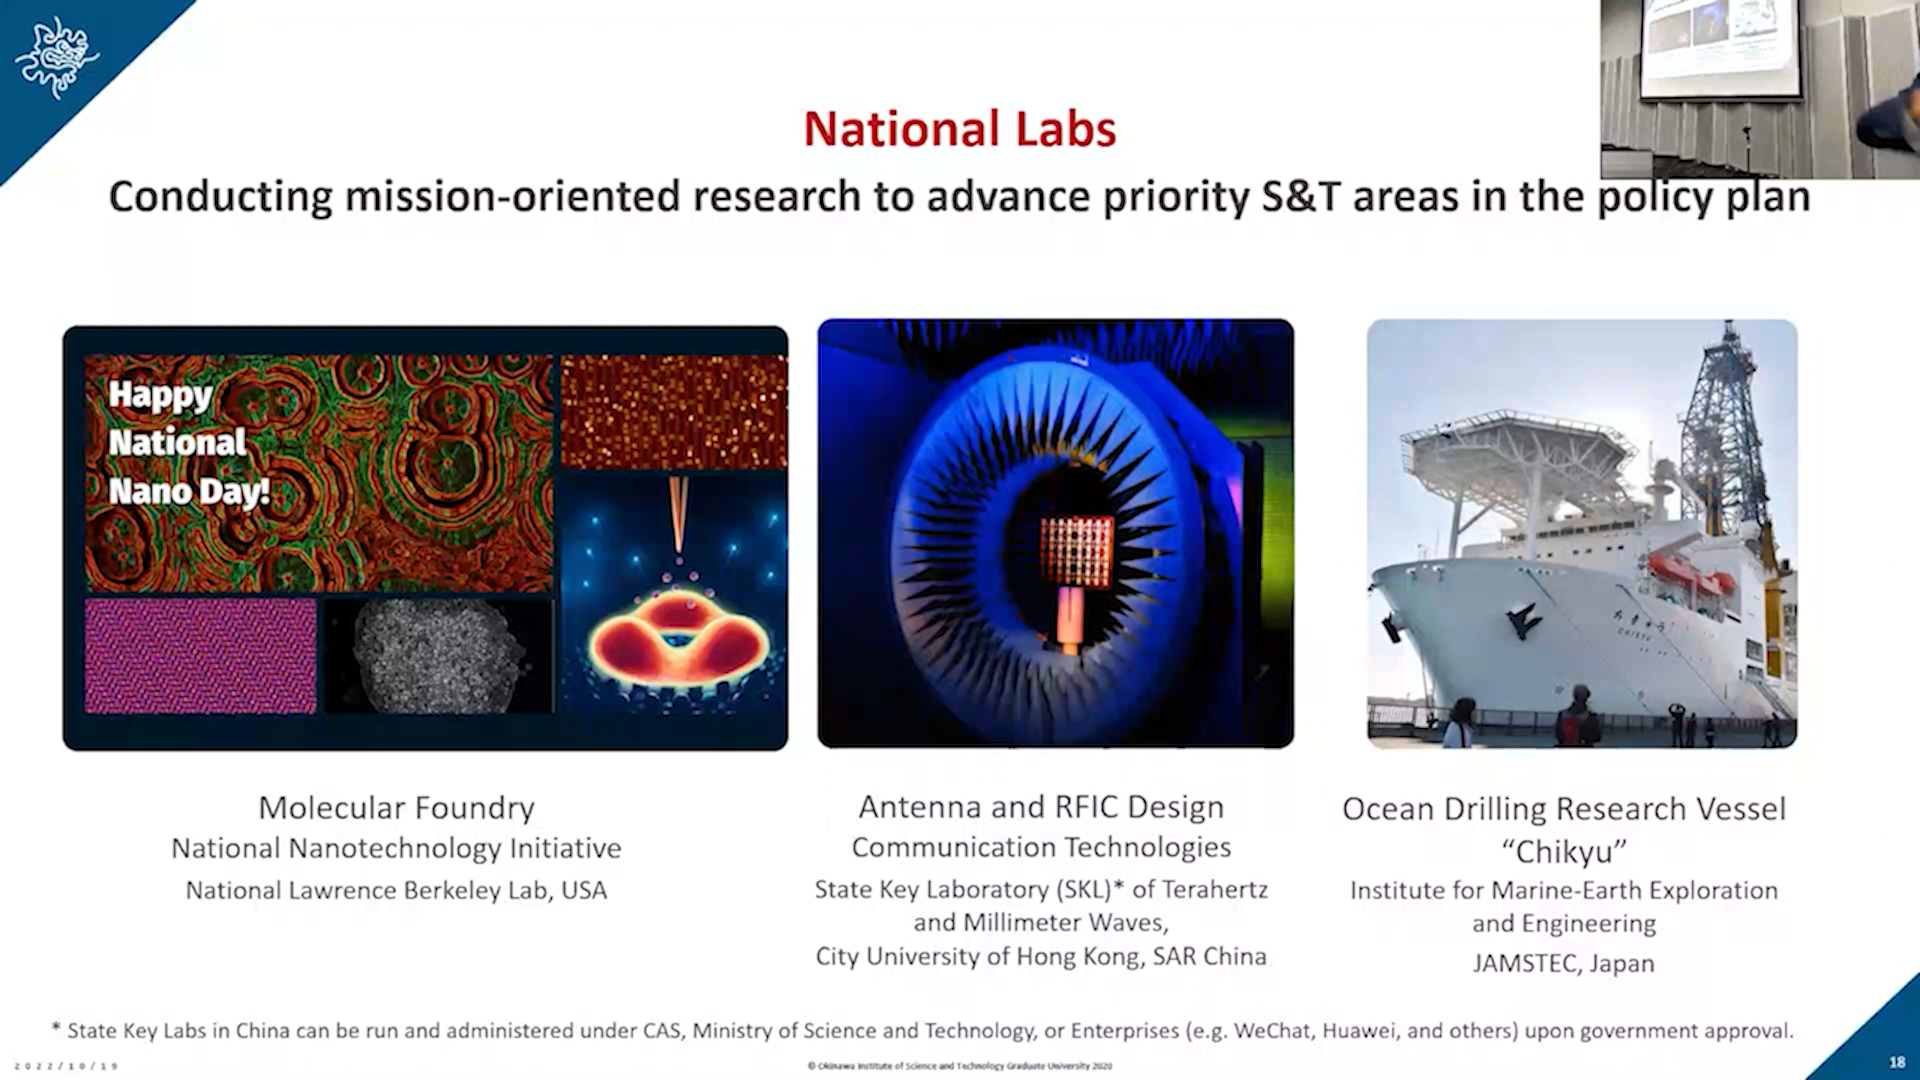 National Labs
Conducting mission-oriented research to advance priority S&T areas in the policy plan
Happy
National
Nano Day!
CHIKYU
Molecular Foundry
National Nanotechnology Initiative
National Lawrence Berkeley Lab, USA
Antenna and RFIC Design
Communication Technologies
State Key Laboratory (SKL)* of Terahertz
and Millimeter Waves,
City University of Hong Kong, SAR China
Ocean Drilling Research Vessel
“Chikyu”
Institute for Marine-Earth Exploration
and Engineering
JAMSTEC, Japan
* State Key Labs in China can be run and administered under CAS, Ministry of Science and Technology, or Enterprises (e.g. WeChat, Huawei, and others) upon government approval.
2022/10/19
© Okinawa Institute of Science and Technology Graduate University 2020
18